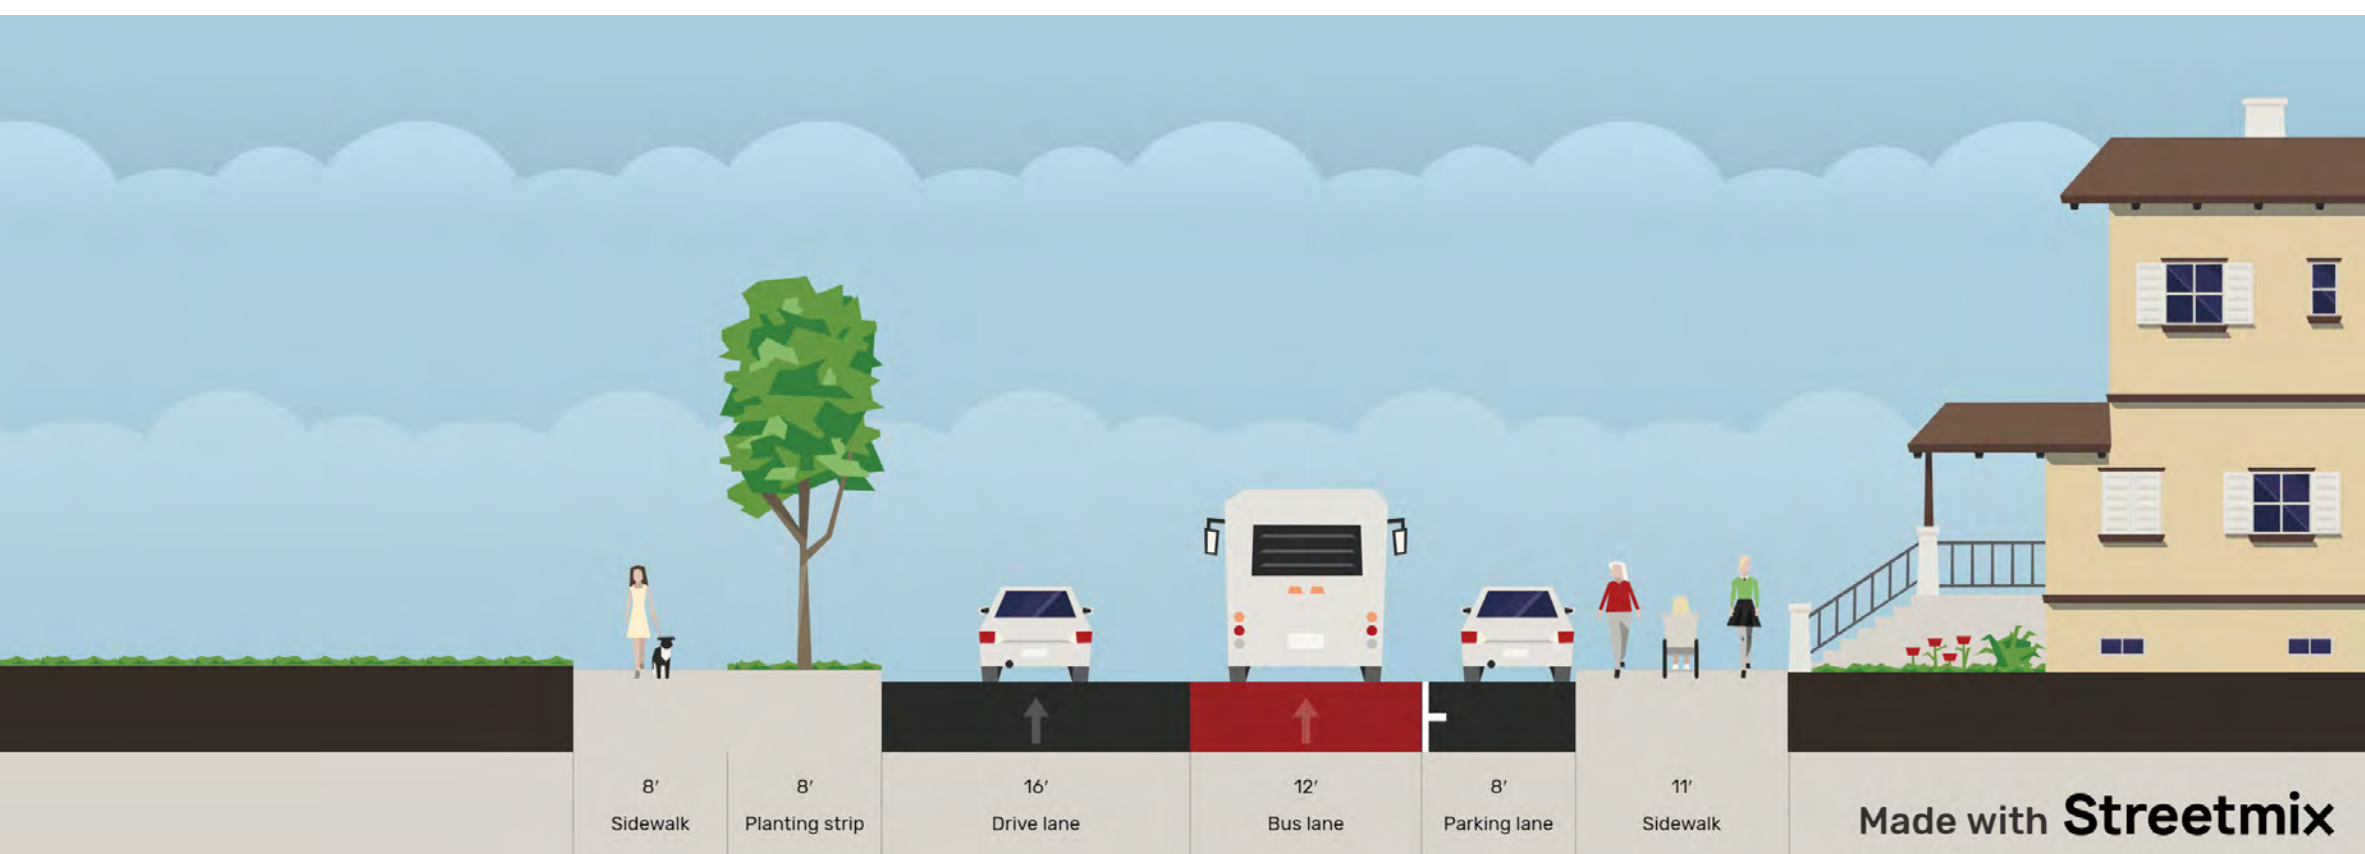 8′
Sidewalk
8′
Planting strip
16′
Drive lane
12′
Bus lane
8′
Parking lane
11′
Sidewalk
Made with Streetmix